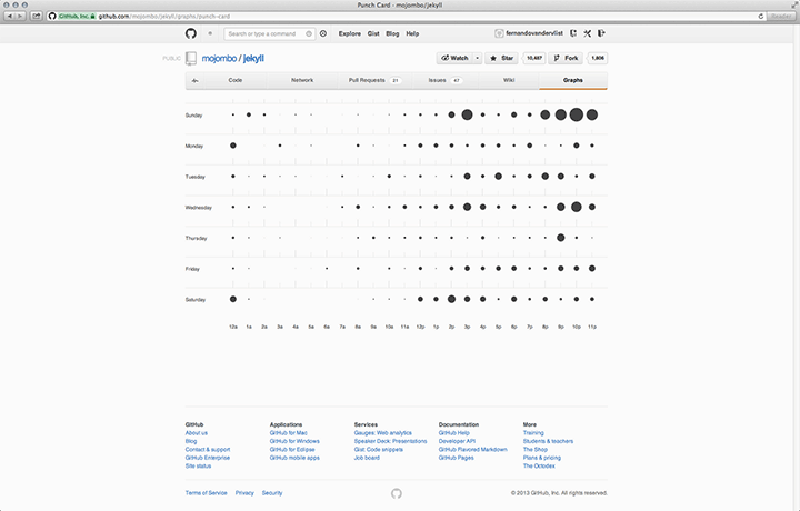 Punch Card - mojombo/jekyll
GitHub, Inc. github.com/mojombo/jekyll/graphs/punch-card
Reader
Search or type a command
Explore Gist Blog Help
fernandovandervlist
PUBLIC
mojombo / jekyll
Watch Star 10,487 Fork 1,806
Code Network Pull Requests Issues Wiki Graphs
Sunday
Monday
Tuesday
Wednesday
Thursday
Friday
Saturday
12a 1a 2a 3a 4a 5a 6a 7a 8a 9a 10a 11a 12p 1p 2p 3p 4p 5p 6p 7p 8p 9p 10p 11p
GitHub
About us
Blog
Contact & support
GitHub Enterprise
Site status
Applications
GitHub for Mac
GitHub for Windows
GitHub for Eclipse
GitHub mobile apps
Services
Gauges: Web analytics
Speaker Deck: Presentations
Gist: Code snippets
Job board
Documentation
GitHub Help
Developer API
GitHub Flavored Markdown
GitHub Pages
More
Training
Students & teachers
The Shop
Plans & pricing
The Octodex
Terms of Service Privacy Security
© 2013 GitHub, Inc. All rights reserved.